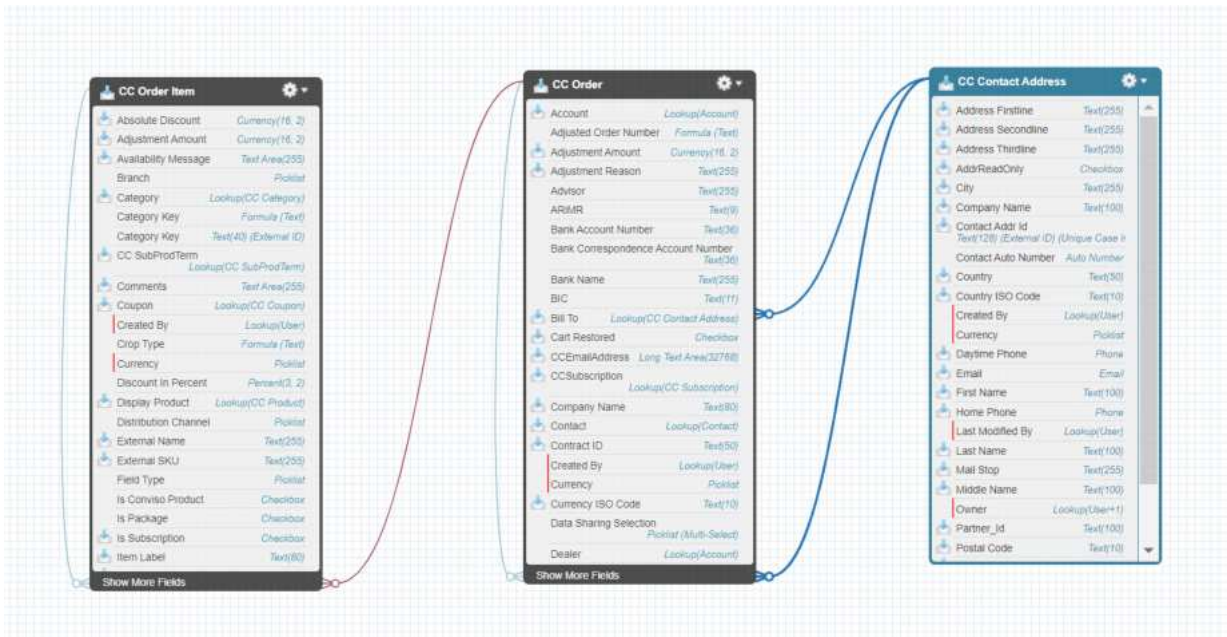 CC Order Item
Absolute Discount Currency(16, 2)
Adjustment Amount Currency(16, 2)
Availability Message Text Area(255)
Branch Picklist
Category Lookup(CC Category)
Category Key Formula (Text)
Category Key Text(40) (External ID)
CC SubProdTerm
Lookup(CC SubProdTerm)
Comments Text Area(255)
Coupon Lookup(CC Coupon)
Created By Lookup(User)
Crop Type Formula (Text)
Currency Picklist
Discount In Percent Percent(3, 2)
Display Product Lookup(CC Product)
Distribution Channel Picklist
External Name Text(255)
External SKU Text(255)
Field Type Picklist
Is Conviso Product Checkbox
Is Package Checkbox
Is Subscription Checkbox
Item Label Text(80)
Show More Fields
CC Order
Account Lookup(Account)
Adjusted Order Number Formula (Text)
Adjustment Amount Currency(16, 2)
Adjustment Reason Text(255)
Advisor Text(255)
ARIMR Text(9)
Bank Account Number Text(36)
Bank Correspondence Account Number
Text(36)
Bank Name Text(255)
BIC Text(11)
Bill To Lookup(CC Contact Address)
Cart Restored Checkbox
CCEmailAddress Long Text Area(32768)
CCSubscription
Lookup(CC Subscription)
Company Name Text(80)
Contact Lookup(Contact)
Contract ID Text(50)
Created By Lookup(User)
Currency Picklist
Currency ISO Code Text(10)
Data Sharing Selection
Picklist (Multi-Select)
Dealer Lookup(Account)
Show More Fields
CC Contact Address
Address Firstline Text(255)
Address Secondline Text(255)
Address Thirdline Text(255)
AddrReadOnly Checkbox
City Text(255)
Company Name Text(100)
Contact Addr Id
Text(128) (External ID) (Unique Case I
Contact Auto Number Auto Number
Country Text(50)
Country ISO Code Text(10)
Created By Lookup(User)
Currency Picklist
Daytime Phone Phone
Email Email
First Name Text(100)
Home Phone Phone
Last Modified By Lookup(User)
Last Name Text(100)
Mail Stop Text(255)
Middle Name Text(100)
Owner Lookup(User+1)
Partner_Id Text(100)
Postal Code Text(10)